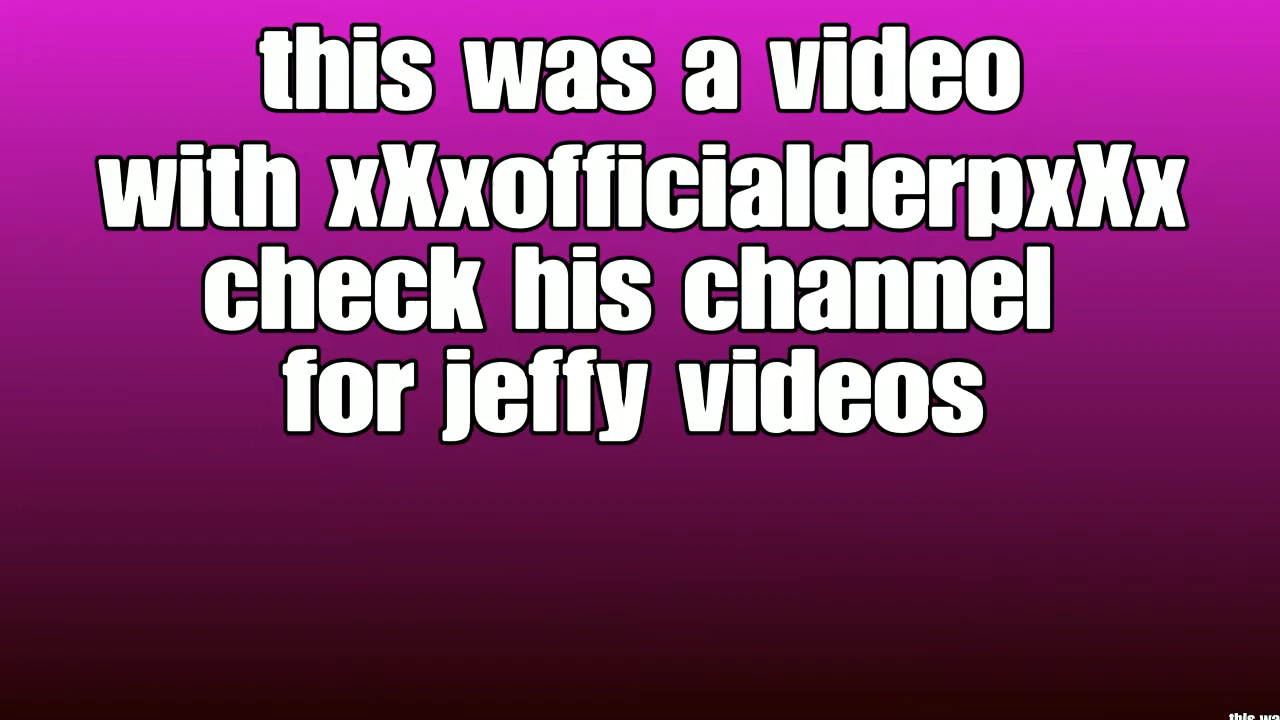 this was a video
with xXxofficialderpxXx
check his channel
for jeffy videos